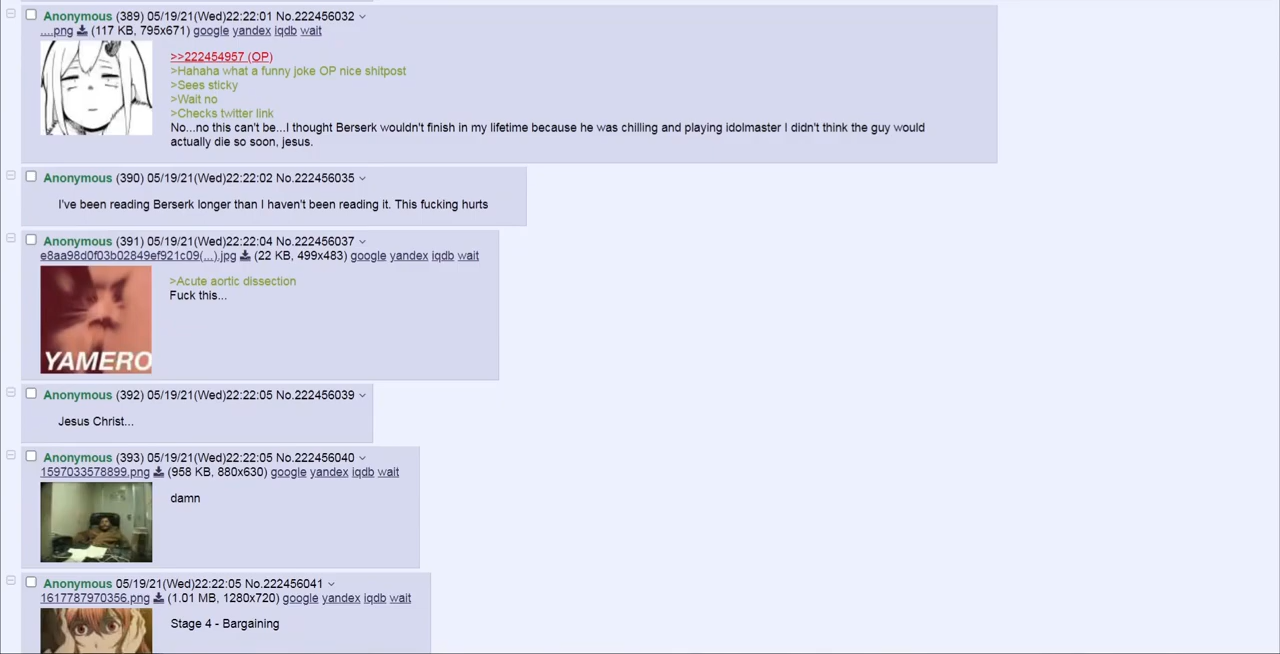 Anonymous (389) 05/19/21(Wed)22:22:01 No.222456032
....png (117 KB, 795x671) google yandex iqdb wait
>>222454957 (OP)
>Hahaha what a funny joke OP nice shitpost
>Sees sticky
>Wait no
>Checks twitter link
No...no this can't be...I thought Berserk wouldn't finish in my lifetime because he was chilling and playing idolmaster I didn't think the guy would
actually die so soon, jesus.
Anonymous (390) 05/19/21(Wed)22:22:02 No.222456035
I've been reading Berserk longer than I haven't been reading it. This fucking hurts
Anonymous (391) 05/19/21(Wed)22:22:04 No.222456037
e8aa98d0f03b02849ef921c09(...).jpg (22 KB, 499x483) google yandex iqdb wait
>Acute aortic dissection
Fuck this...
YAMERO
Anonymous (392) 05/19/21(Wed)22:22:05 No.222456039
Jesus Christ...
Anonymous (393) 05/19/21(Wed)22:22:05 No.222456040
1597033578899.png (958 KB, 880x630) google yandex iqdb wait
damn
Anonymous 05/19/21(Wed)22:22:05 No.222456041
1617787970356.png (1.01 MB, 1280x720) google yandex iqdb wait
Stage 4 - Bargaining